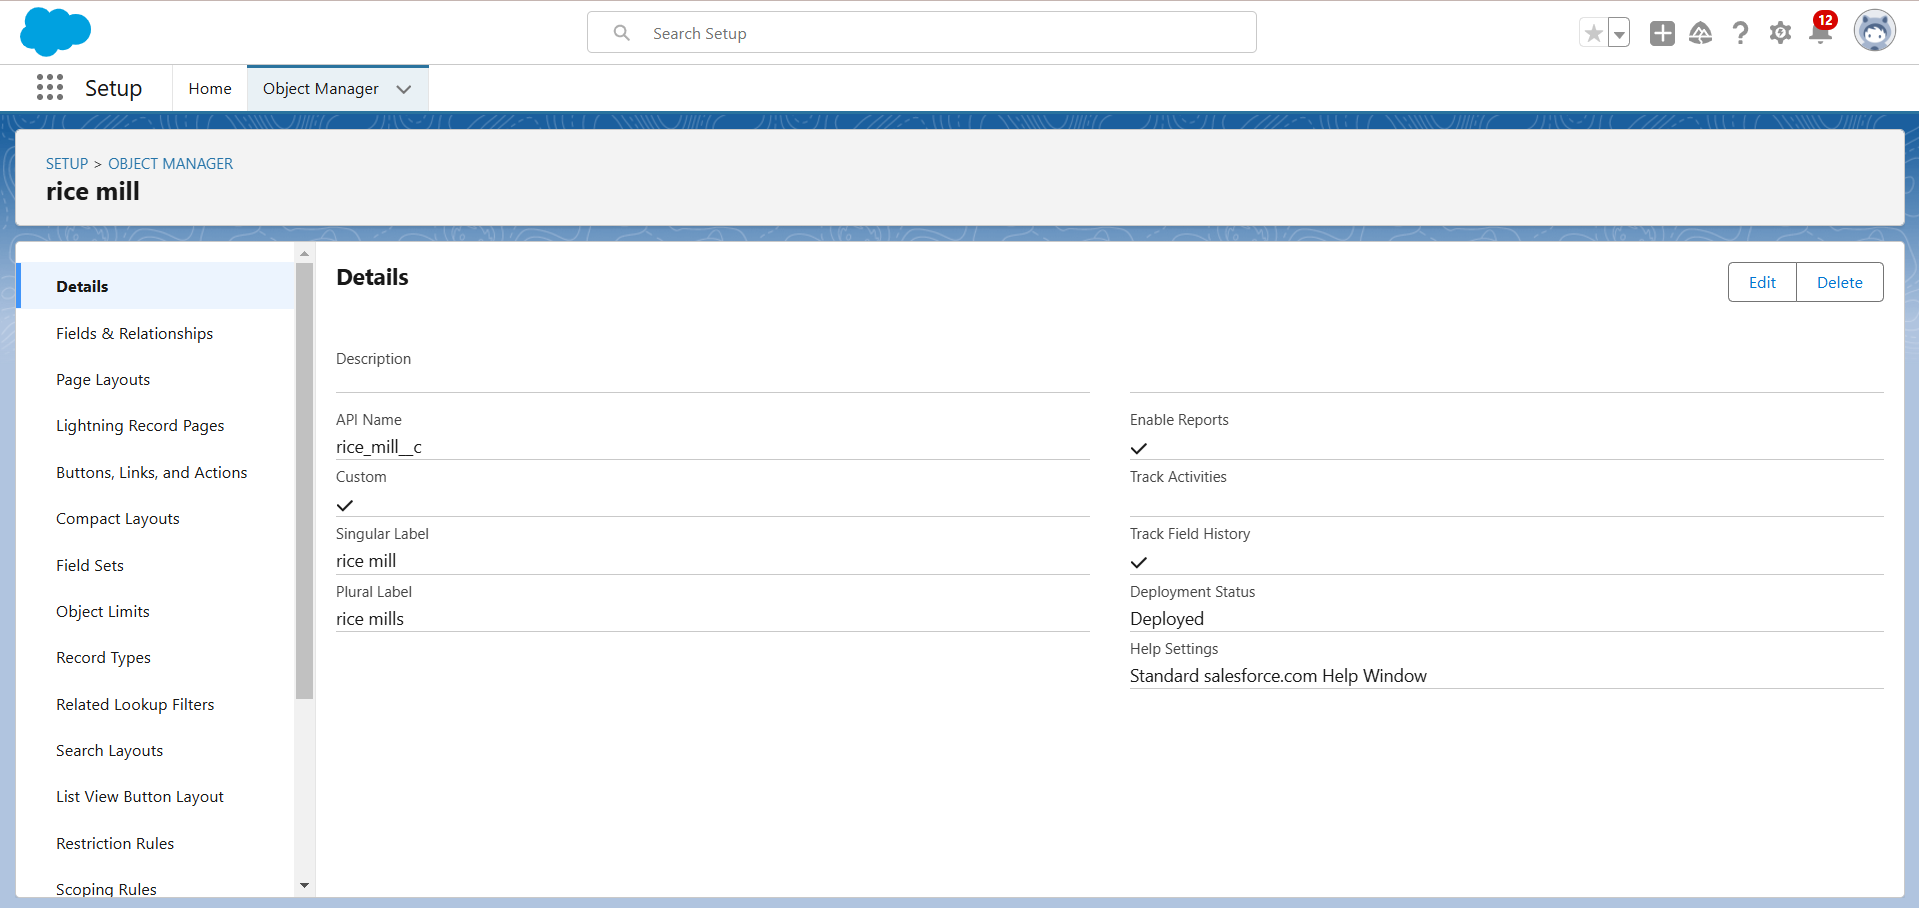 Search Setup
12
Setup
Home
Object Manager
SETUP > OBJECT MANAGER
rice mill
Details
Fields & Relationships
Page Layouts
Lightning Record Pages
Buttons, Links, and Actions
Compact Layouts
Field Sets
Object Limits
Record Types
Related Lookup Filters
Search Layouts
List View Button Layout
Restriction Rules
Scoping Rules
Details
Edit
Delete
Description
API Name
rice_mill__c
Custom
Singular Label
rice mill
Plural Label
rice mills
Enable Reports
Track Activities
Track Field History
Deployment Status
Deployed
Help Settings
Standard salesforce.com Help Window